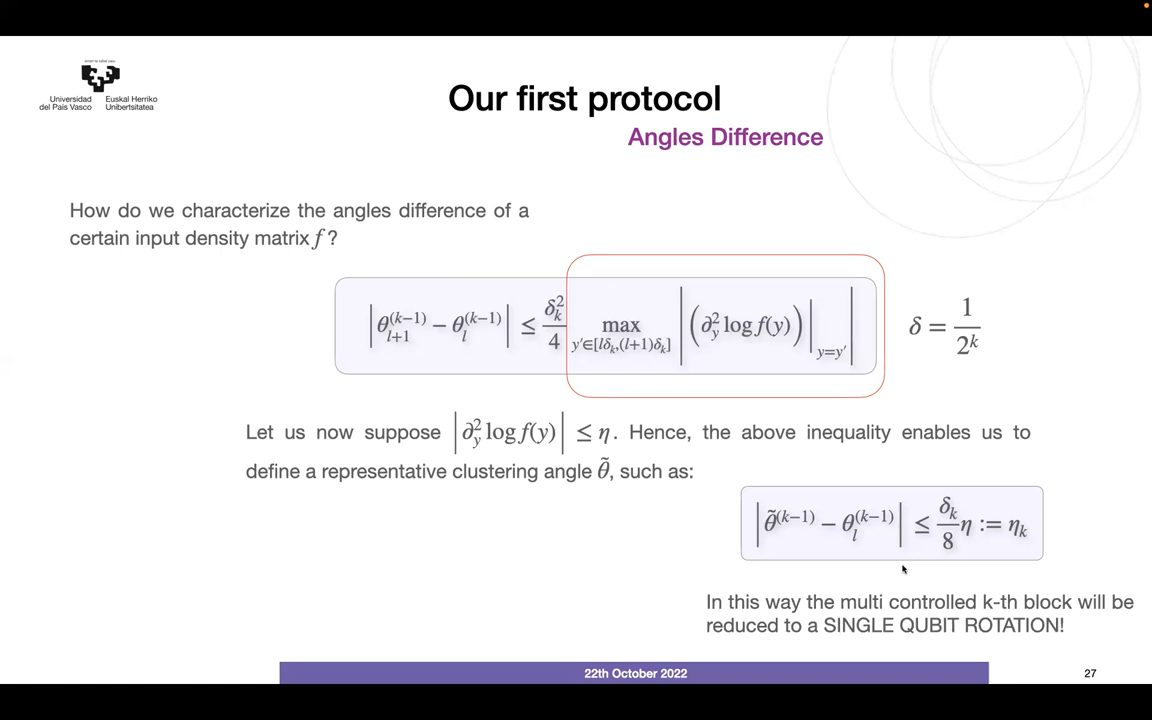 Universidad del País Vasco
Euskal Herriko Unibertsitatea
Our first protocol
Angles Difference
How do we characterize the angles difference of a
certain input density matrix f ?
|θ_{l+1}^{(k−1)} − θ_l^{(k−1)}| ≤ δ_k^2/4 max_{y′∈[lδ_k,(l+1)δ_k]} |(∂_y^2 log f(y))|_{y=y′}|
δ = 1/2^k
Let us now suppose |∂_y^2 log f(y)| ≤ η. Hence, the above inequality enables us to
define a representative clustering angle θ̃, such as:
|θ̃^{(k−1)} − θ_l^{(k−1)}| ≤ δ_k/8 η := η_k
In this way the multi controlled k-th block will be
reduced to a SINGLE QUBIT ROTATION!
22th October 2022
27